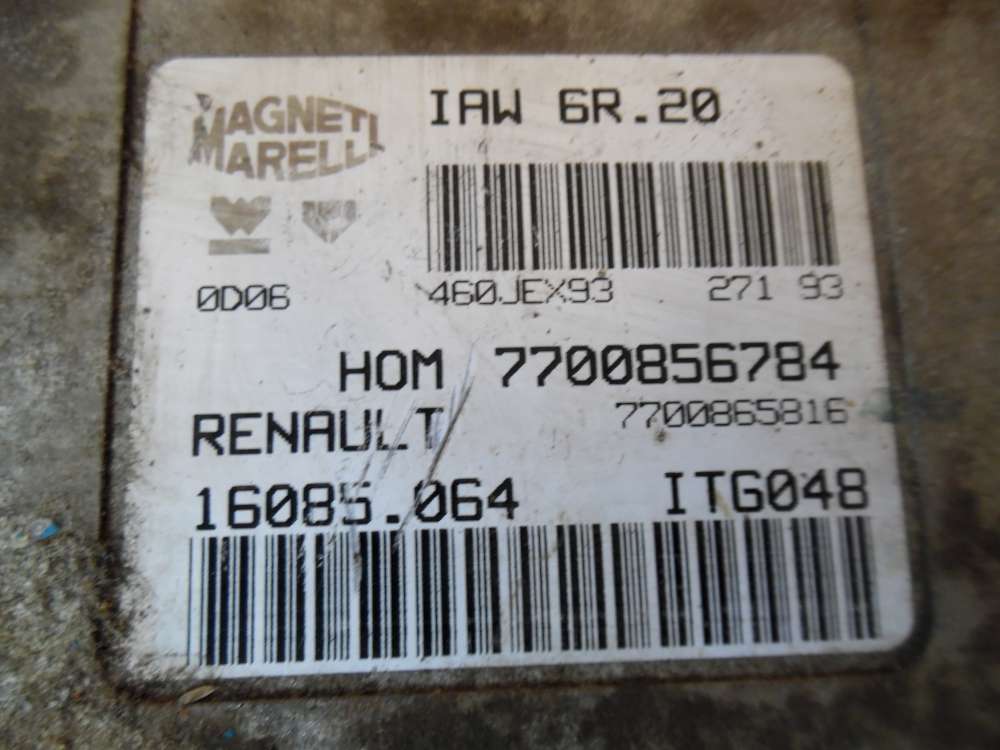 MAGNETI
MARELLI
IAW 6R.20
0D06 460JEX93 271 93
HOM 7700856784
RENAULT 7700865816
16085.064 ITG048